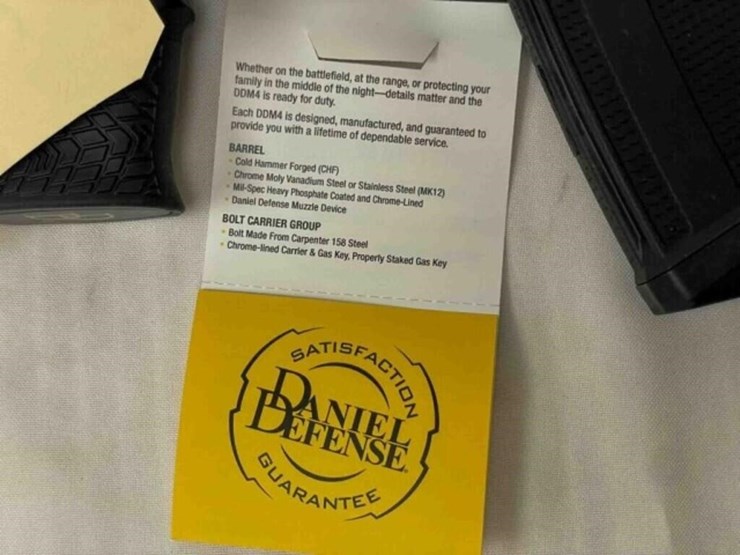 Whether on the battlefield, at the range, or protecting your
family in the middle of the night—details matter and the
DDM4 is ready for duty.
Each DDM4 is designed, manufactured, and guaranteed to
provide you with a lifetime of dependable service.
BARREL
• Cold Hammer Forged (CHF)
• Chrome Moly Vanadium Steel or Stainless Steel (MK12)
• Mil-Spec Heavy Phosphate Coated and Chrome-Lined
• Daniel Defense Muzzle Device
BOLT CARRIER GROUP
• Bolt Made From Carpenter 158 Steel
• Chrome-lined Carrier & Gas Key, Properly Staked Gas Key
SATISFACTION
DANIEL
DEFENSE
GUARANTEE